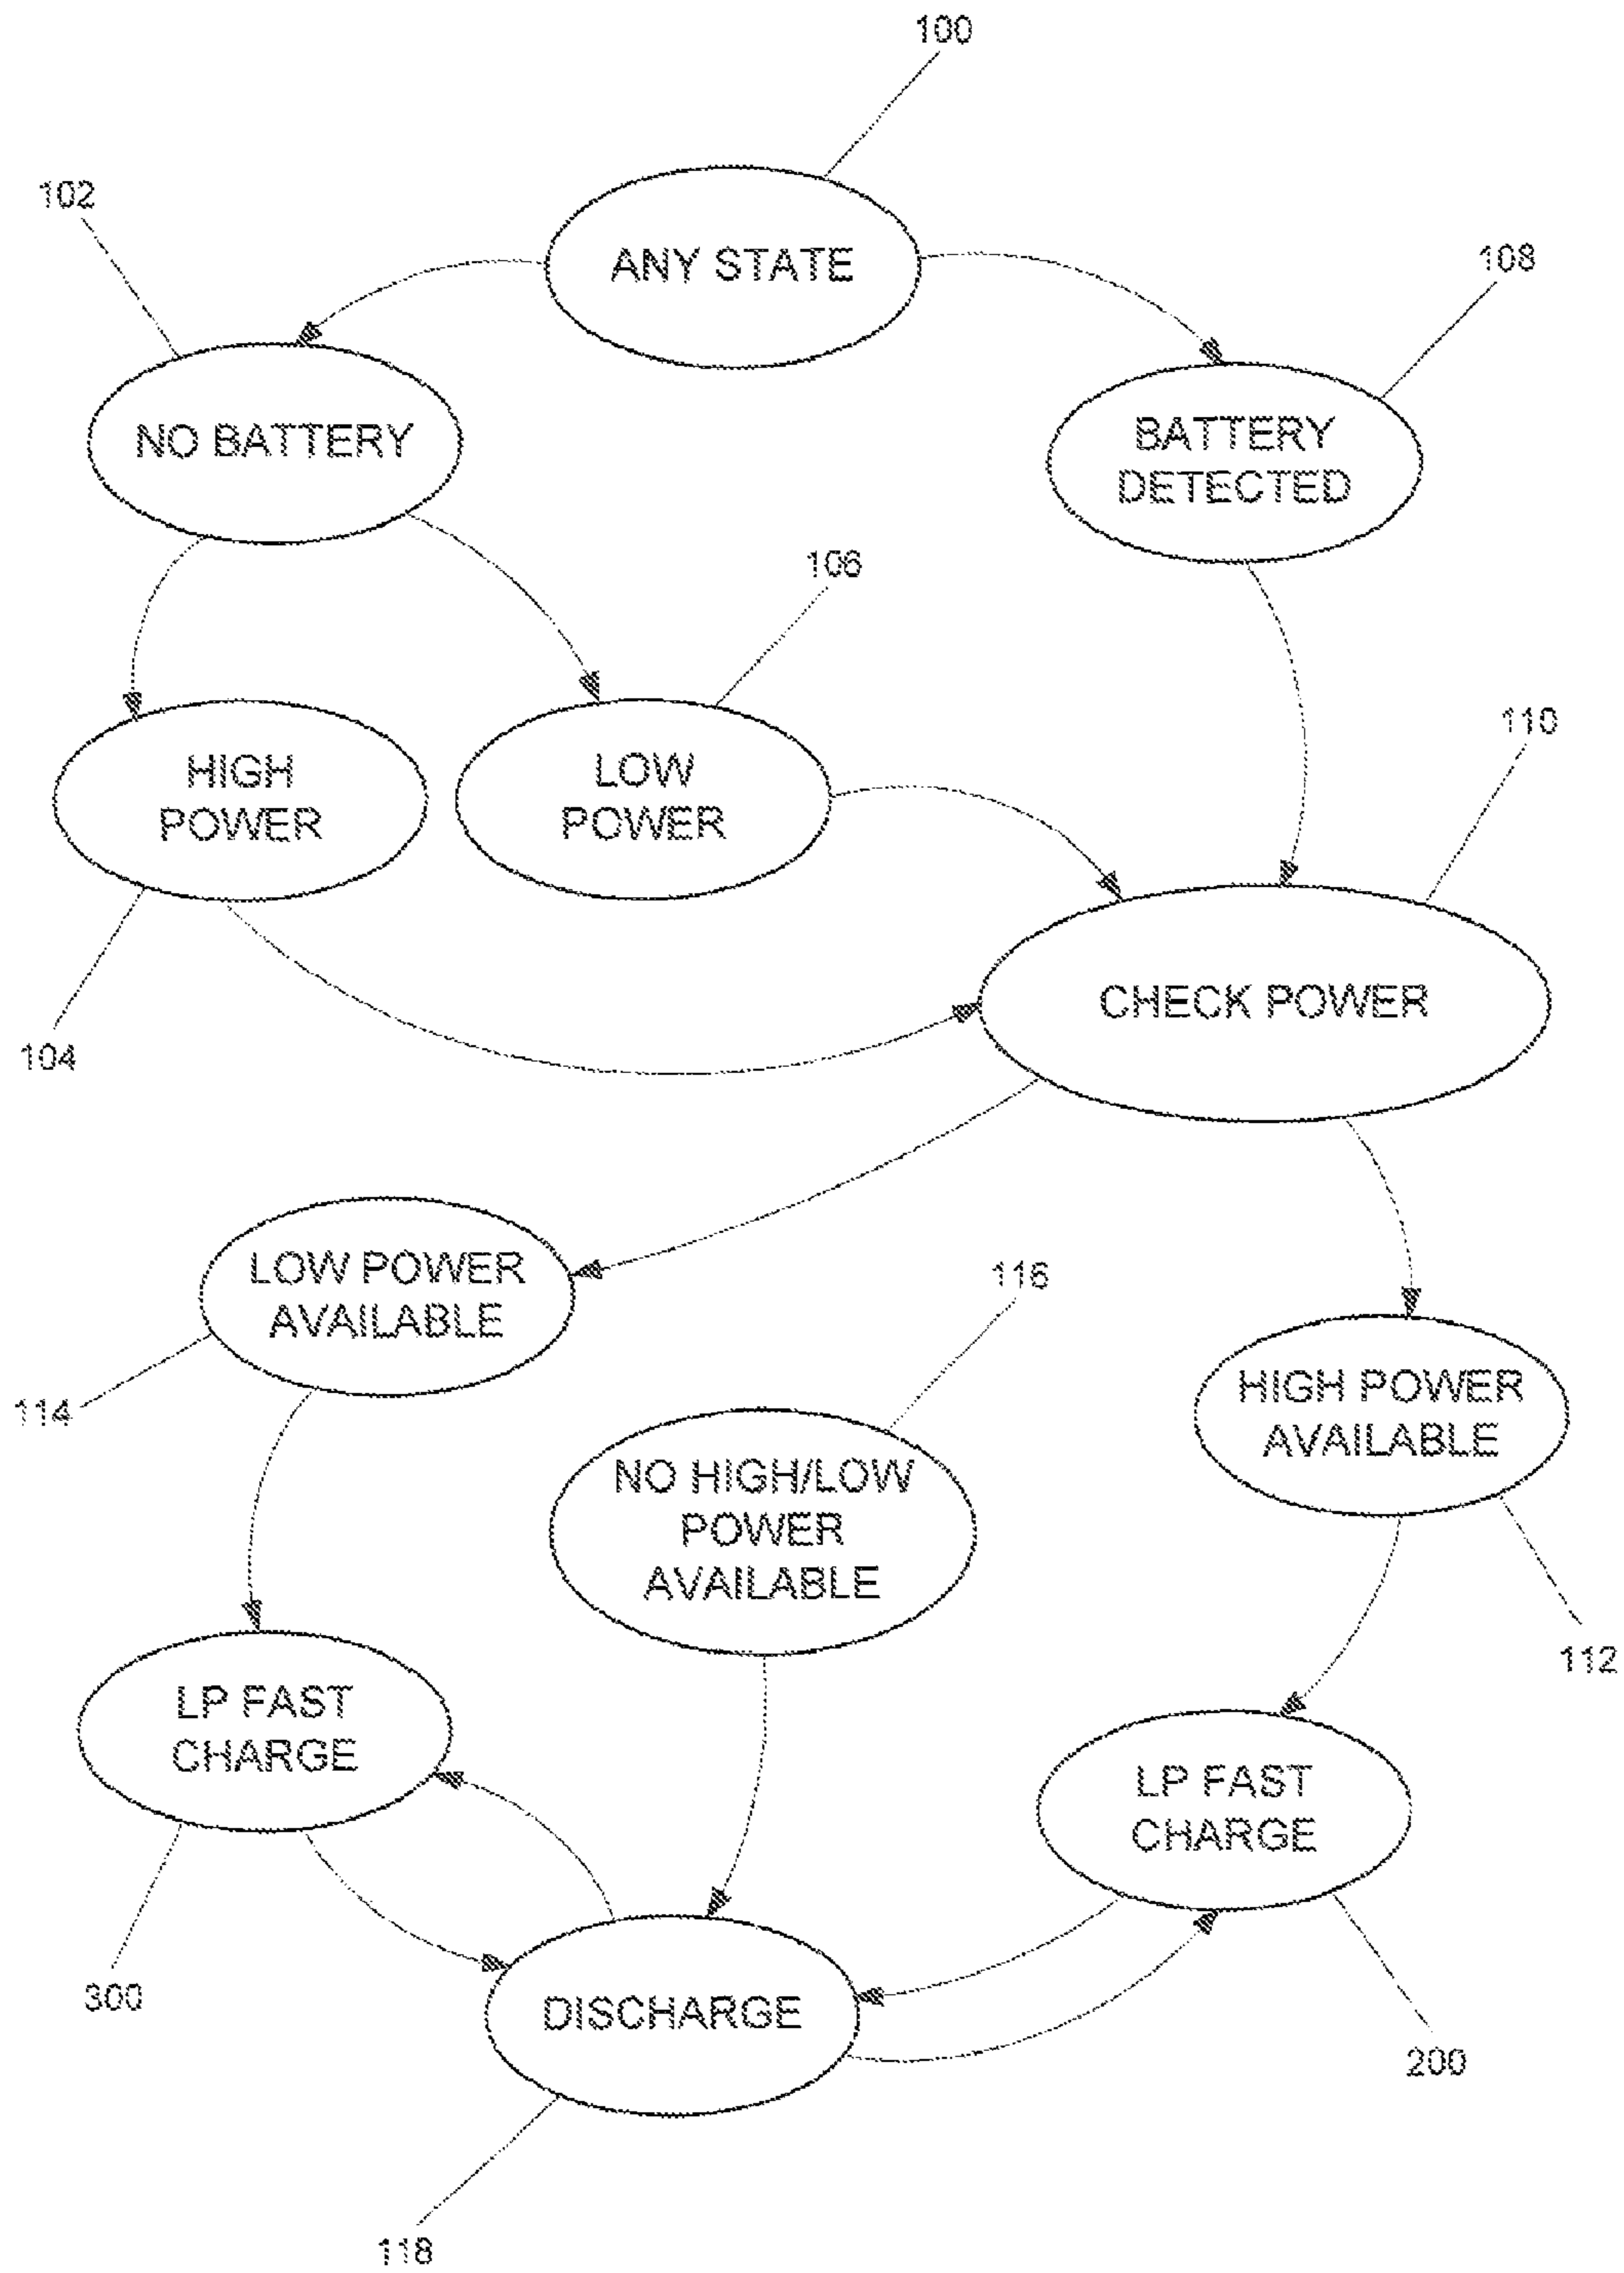 100
102
ANY STATE
108
NO BATTERY
BATTERY
DETECTED
106
110
HIGH
POWER
LOW
POWER
CHECK POWER
104
LOW POWER
AVAILABLE
116
114
HIGH POWER
AVAILABLE
NO HIGH/LOW
POWER
AVAILABLE
112
LP FAST
CHARGE
LP FAST
CHARGE
300
DISCHARGE
200
118